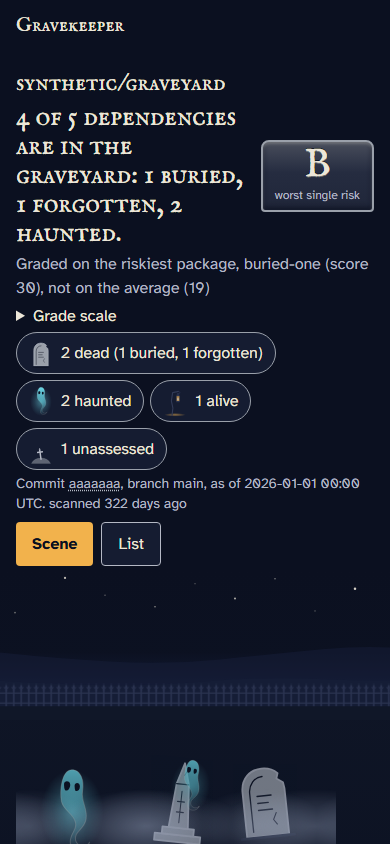 Gravekeeper
synthetic/graveyard
4 of 5 dependencies
are in the
graveyard: 1 buried,
1 forgotten, 2
haunted.
B
worst single risk
Graded on the riskiest package, buried-one (score
30), not on the average (19)
Grade scale
2 dead (1 buried, 1 forgotten)
2 haunted
1 alive
1 unassessed
Commit aaaaaaa, branch main, as of 2026-01-01 00:00
UTC. scanned 322 days ago
Scene
List